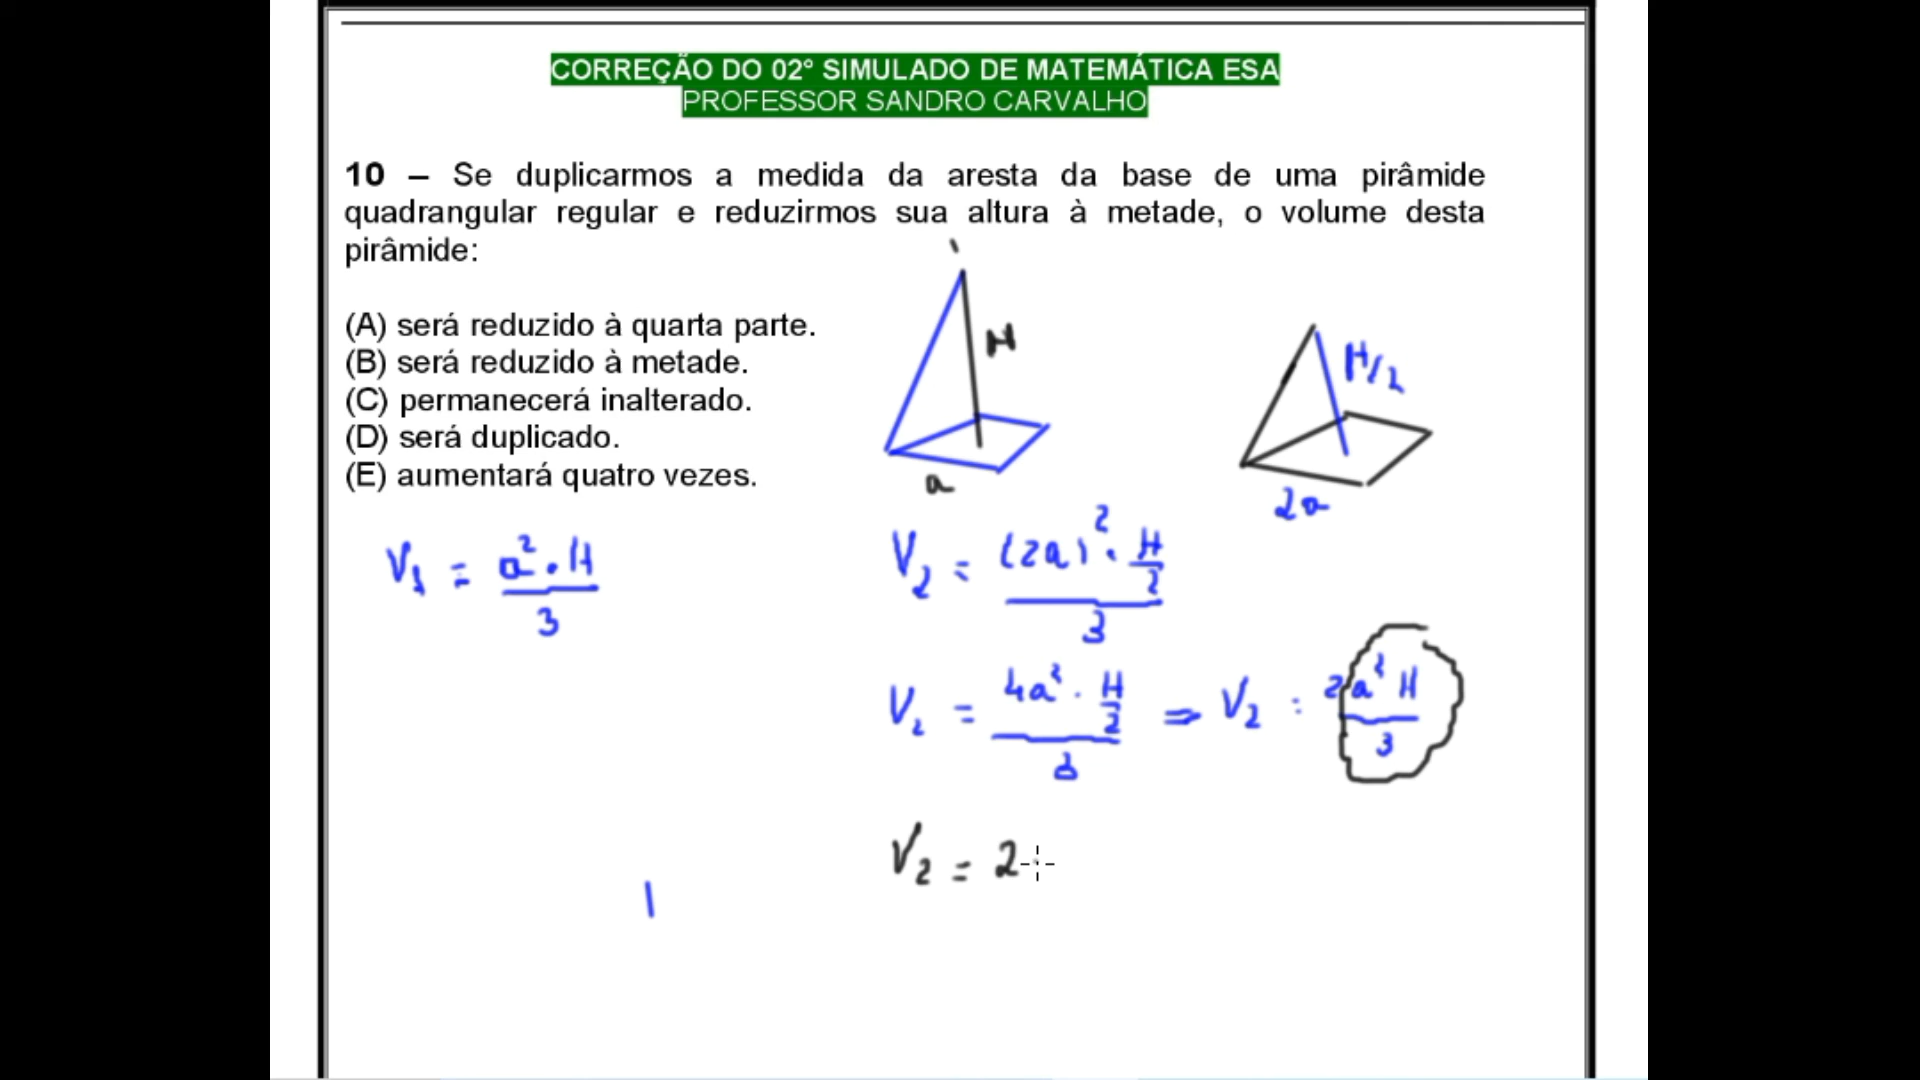 CORREÇÃO DO 02° SIMULADO DE MATEMÁTICA ESA
PROFESSOR SANDRO CARVALHO
10 – Se duplicarmos a medida da aresta da base de uma pirâmide
quadrangular regular e reduzirmos sua altura à metade, o volume desta
pirâmide:
(A) será reduzido à quarta parte.
(B) será reduzido à metade.
(C) permanecerá inalterado.
(D) será duplicado.
(E) aumentará quatro vezes.
H
a
H/2
2a
V₁ = a² · H / 3
V₂ = (2a)² · H/2 / 3
V₂ = 4a² · H/2 / 3 ⇒ V₂ = 2a² H / 3
V₂ = 2